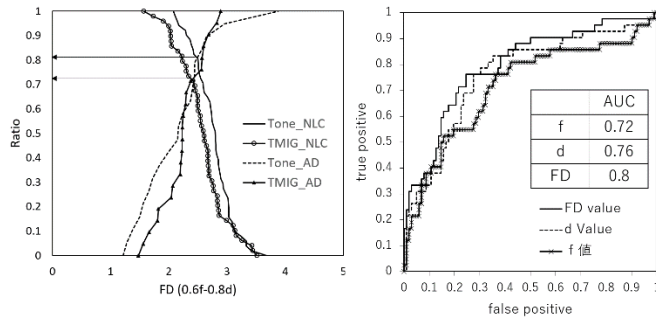 1
0.9
0.8
0.7
0.6
0.5
0.4
0.3
0.2
0.1
0
Ratio
Tone_NLC
TMIG_NLC
Tone_AD
TMIG_AD
0 1 2 3 4 5
FD (0.6f-0.8d)
1
0.9
0.8
0.7
0.6
0.5
0.4
0.3
0.2
0.1
0
true positive
AUC
f 0.72
d 0.76
FD 0.8
FD value
d Value
f 値
0 0.1 0.2 0.3 0.4 0.5 0.6 0.7 0.8 0.9 1
false positive